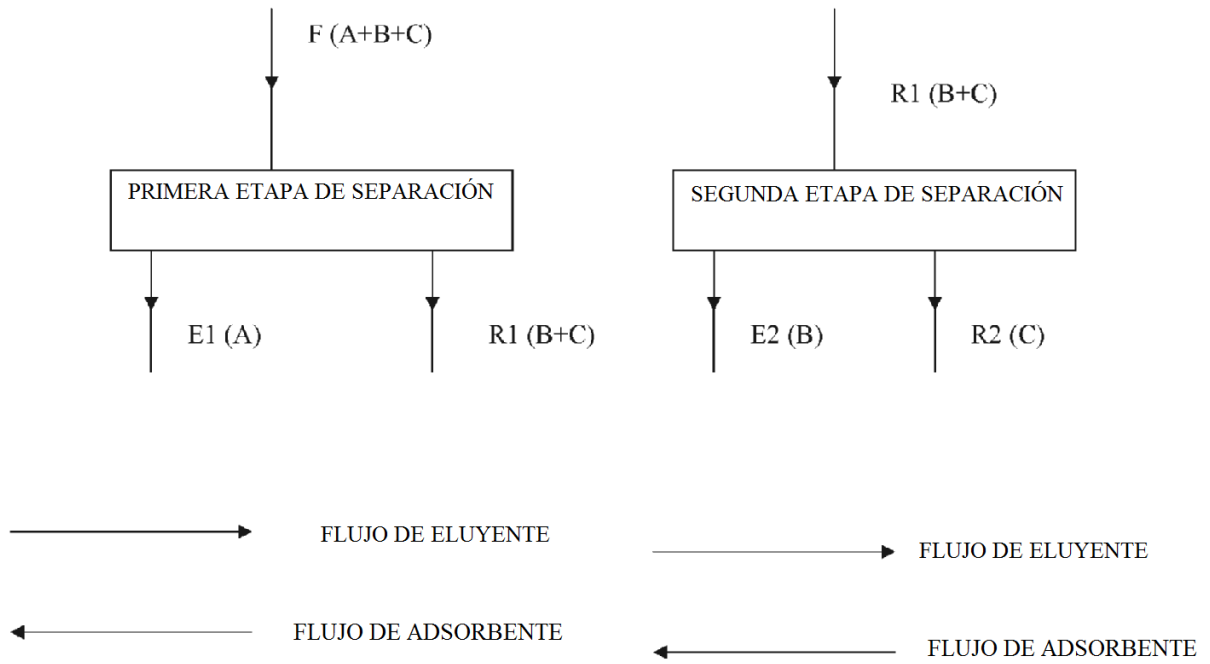 F (A+B+C)
PRIMERA ETAPA DE SEPARACIÓN
E1 (A)
R1 (B+C)
R1 (B+C)
SEGUNDA ETAPA DE SEPARACIÓN
E2 (B)
R2 (C)
FLUJO DE ELUYENTE
FLUJO DE ADSORBENTE
FLUJO DE ELUYENTE
FLUJO DE ADSORBENTE